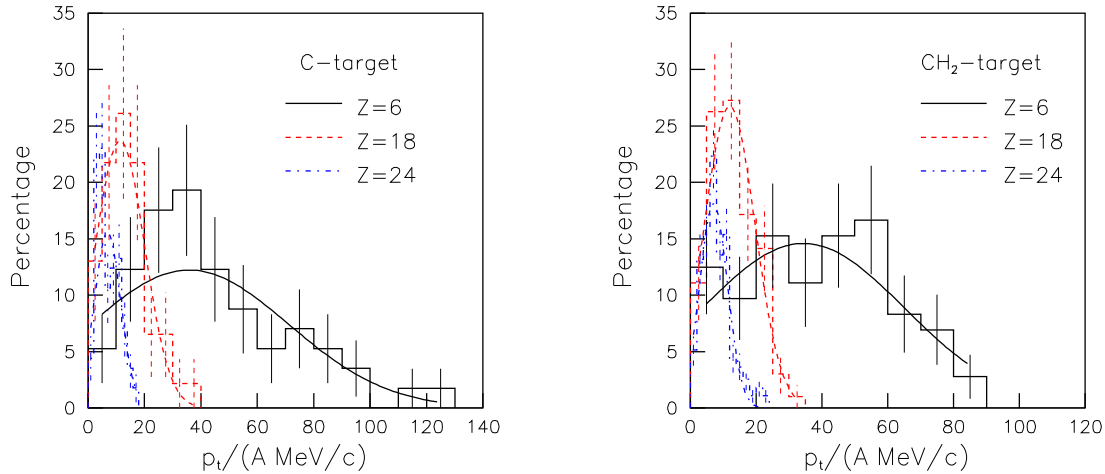 35
30
25
20
15
10
5
0
Percentage
C-target
Z=6
Z=18
Z=24
0 20 40 60 80 100 120 140
pₜ/(A MeV/c)
35
30
25
20
15
10
5
0
Percentage
CH₂-target
Z=6
Z=18
Z=24
0 20 40 60 80 100 120
pₜ/(A MeV/c)